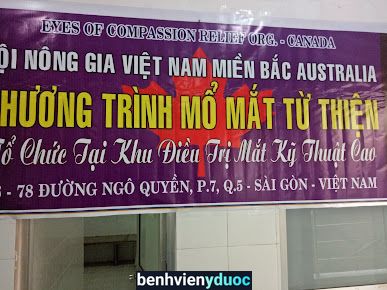 EYES OF COMPASSION RELIEF ORG. - CANADA
ỘI NÔNG GIA VIỆT NAM MIỀN BẮC AUSTRALIA
HƯƠNG TRÌNH MỔ MẮT TỪ THIỆN
ổ Chức Tại Khu Điều Trị Mắt Kỹ Thuật Cao
- 78 ĐƯỜNG NGÔ QUYỀN, P.7, Q.5 - SÀI GÒN - VIỆT NAM
benhvienyduoc